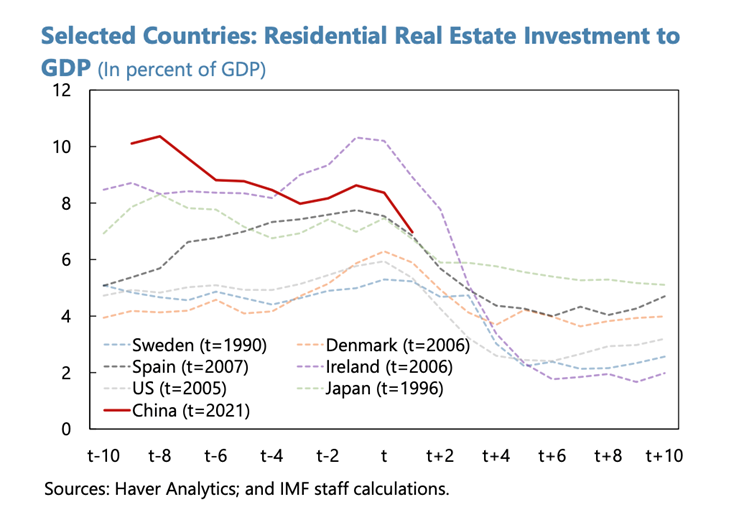 Selected Countries: Residential Real Estate Investment to
GDP (In percent of GDP)
12
10
8
6
4
2
0
Sweden (t=1990)
Denmark (t=2006)
Spain (t=2007)
Ireland (t=2006)
US (t=2005)
Japan (t=1996)
China (t=2021)
t-10 t-8 t-6 t-4 t-2 t t+2 t+4 t+6 t+8 t+10
Sources: Haver Analytics; and IMF staff calculations.